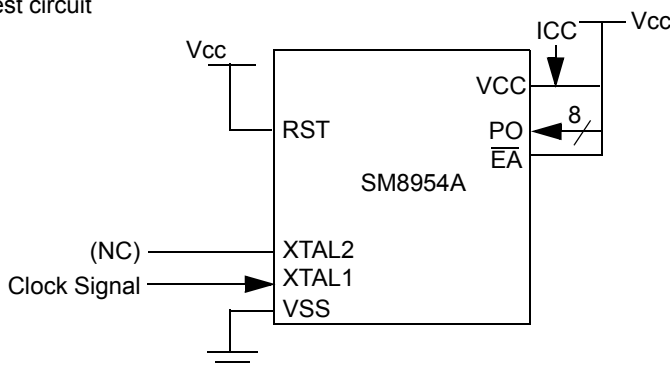 est circuit
Vcc
ICC
Vcc
VCC
RST
8
PO
EA
SM8954A
(NC)
XTAL2
Clock Signal
XTAL1
VSS